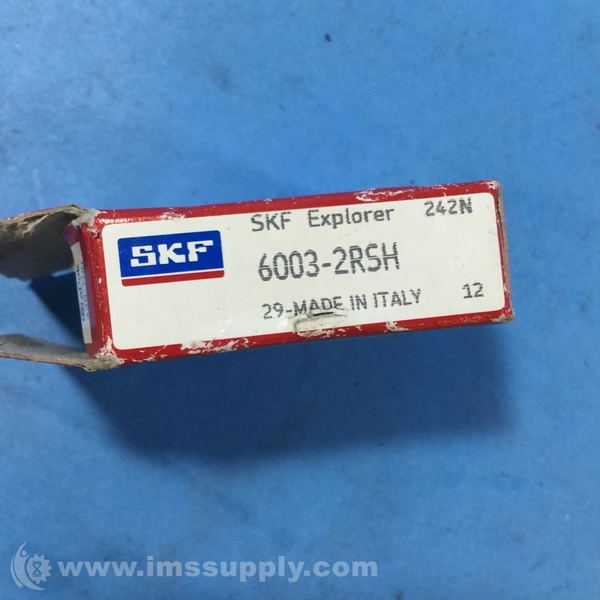 SKF Explorer 242N
SKF
6003-2RSH
29-MADE IN ITALY 12
www.imssupply.com